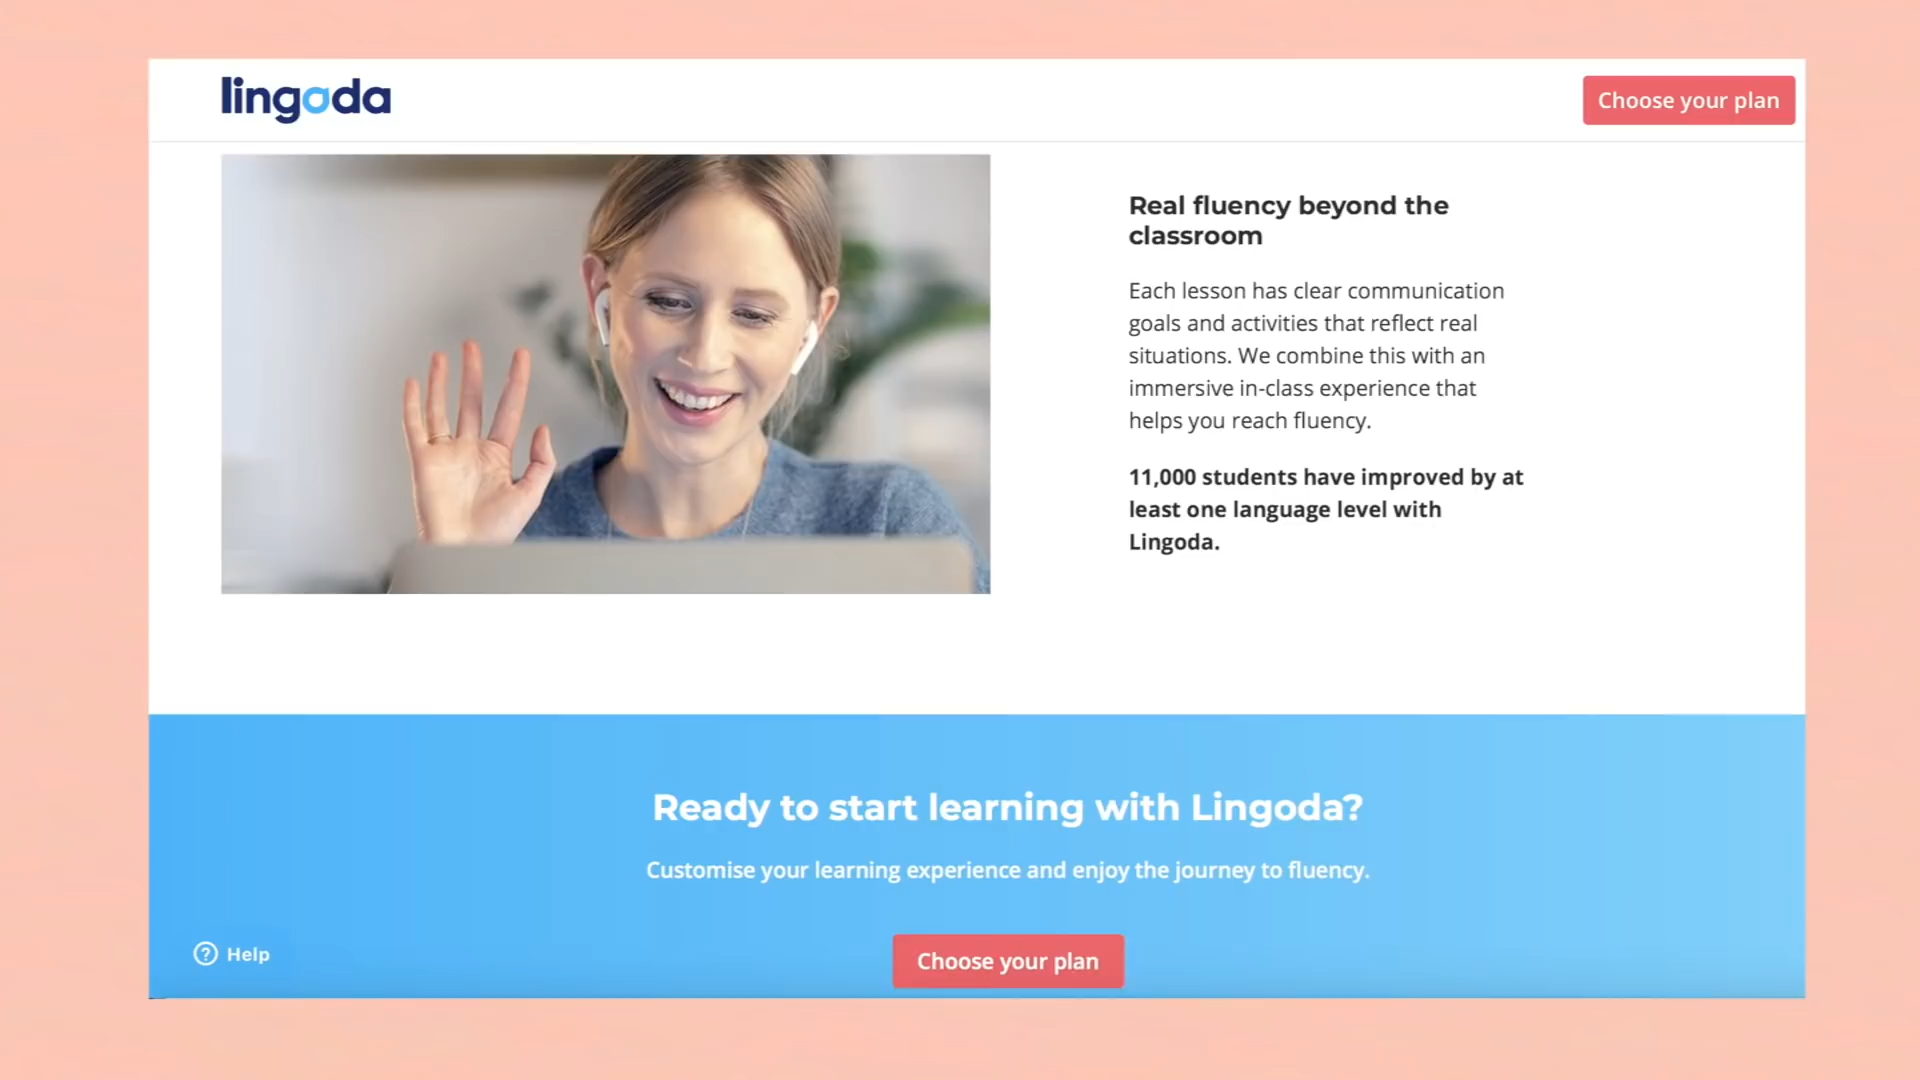 lingoda
Choose your plan
Real fluency beyond the
classroom
Each lesson has clear communication
goals and activities that reflect real
situations. We combine this with an
immersive in-class experience that
helps you reach fluency.
11,000 students have improved by at
least one language level with
Lingoda.
Ready to start learning with Lingoda?
Customise your learning experience and enjoy the journey to fluency.
? Help
Choose your plan